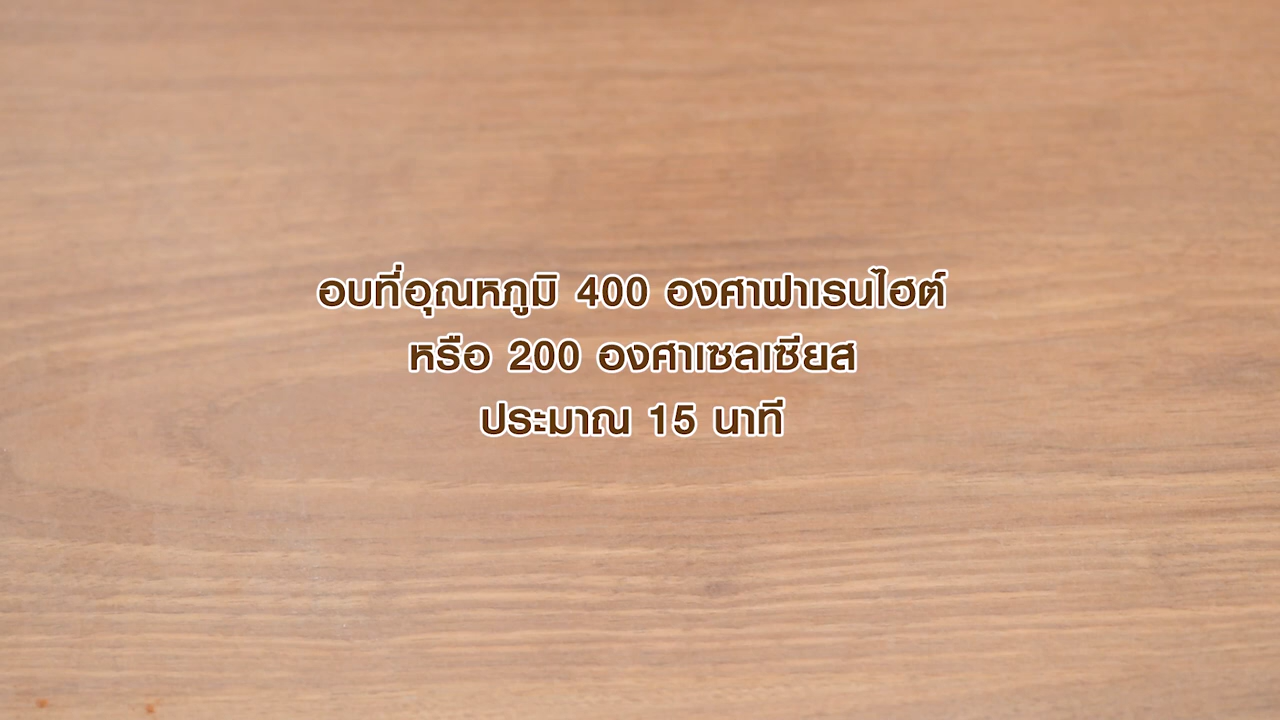 อบที่อุณหภูมิ 400 องศาฟาเรนไฮต์
หรือ 200 องศาเซลเซียส
ประมาณ 15 นาที